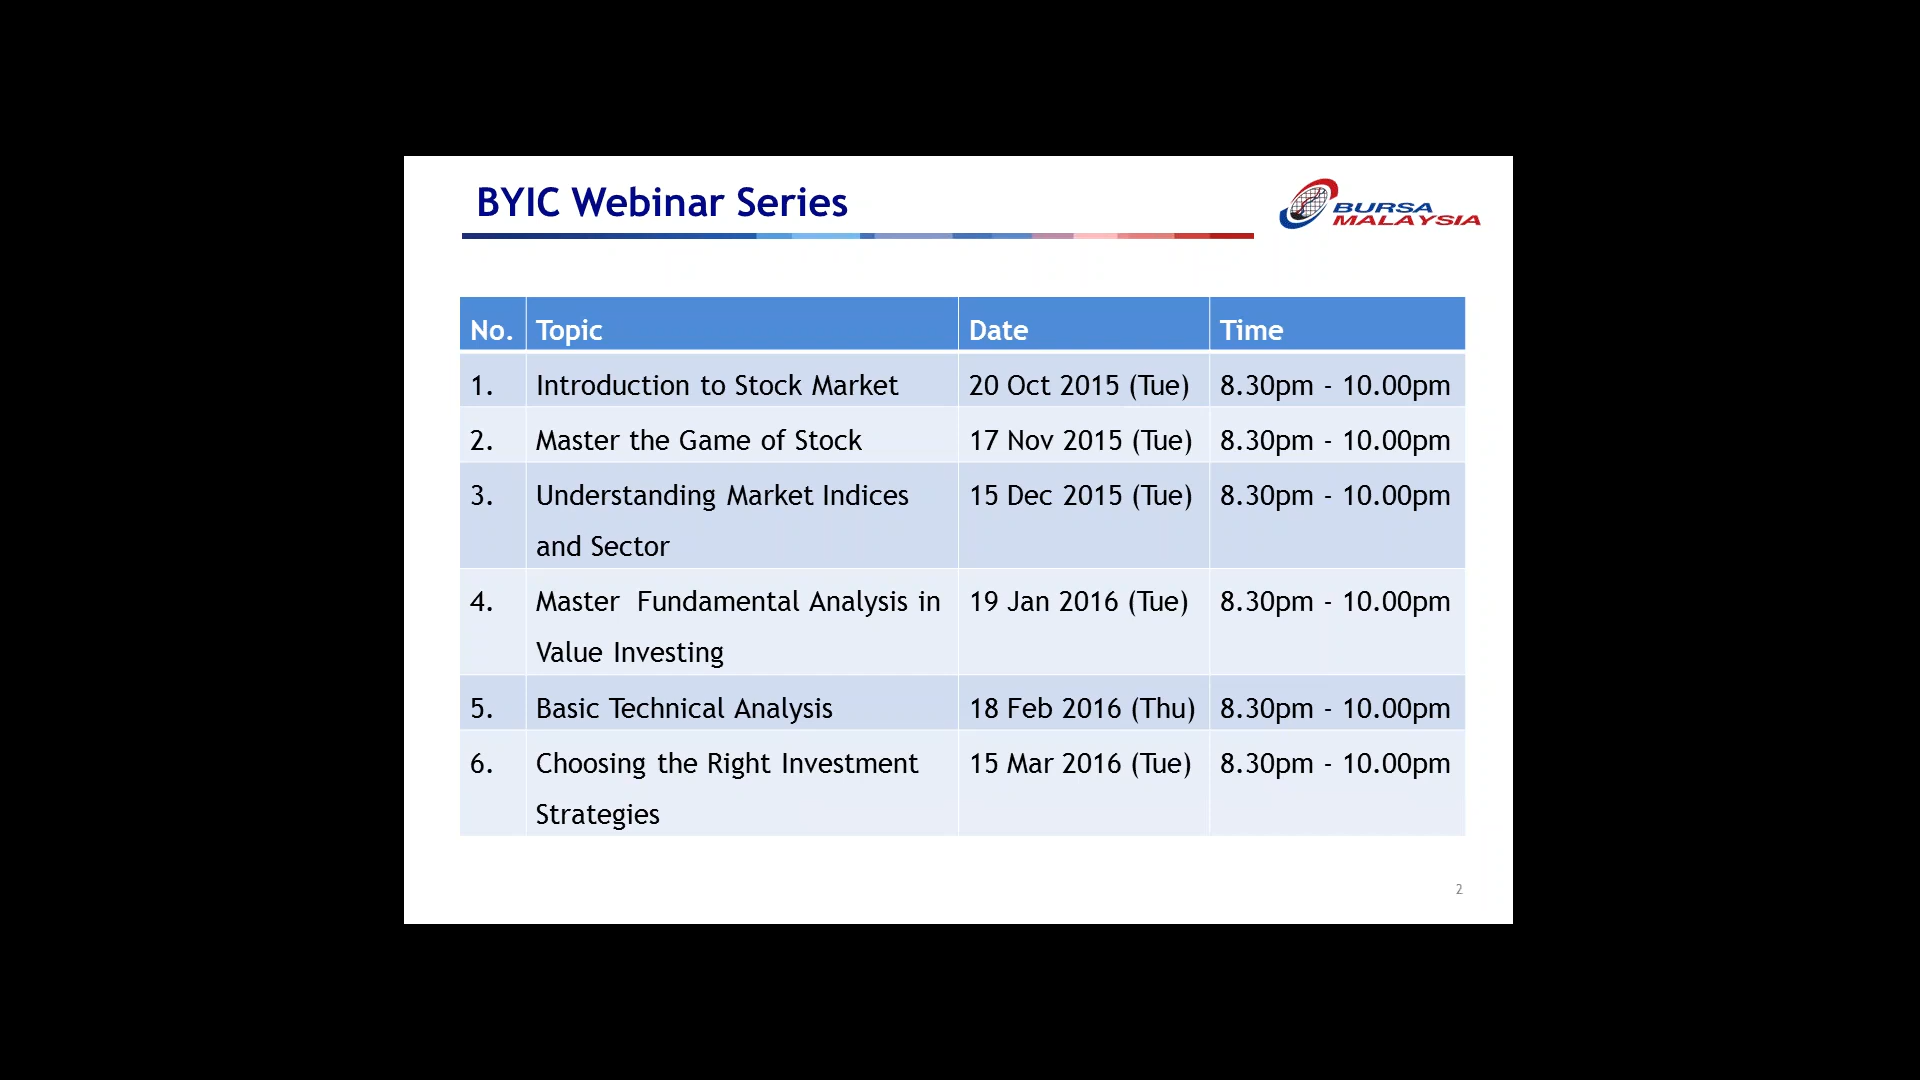 BYIC Webinar Series
BURSA
MALAYSIA
No. Topic Date Time
1. Introduction to Stock Market 20 Oct 2015 (Tue) 8.30pm - 10.00pm
2. Master the Game of Stock 17 Nov 2015 (Tue) 8.30pm - 10.00pm
3. Understanding Market Indices 15 Dec 2015 (Tue) 8.30pm - 10.00pm
and Sector
4. Master Fundamental Analysis in 19 Jan 2016 (Tue) 8.30pm - 10.00pm
Value Investing
5. Basic Technical Analysis 18 Feb 2016 (Thu) 8.30pm - 10.00pm
6. Choosing the Right Investment 15 Mar 2016 (Tue) 8.30pm - 10.00pm
Strategies
2